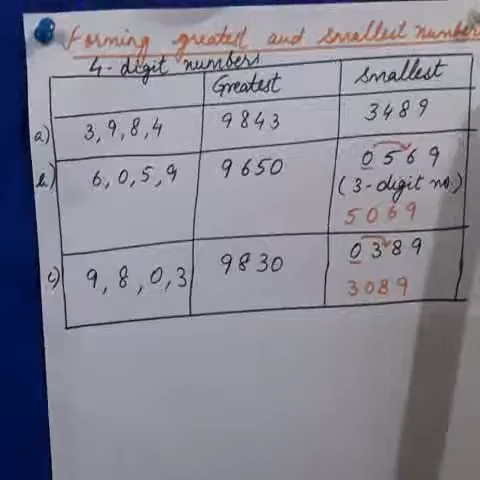 Forming greatest and smallest number
4-digit numbers
Greatest Smallest
a) 3,9,8,4 9843 3489
b) 6,0,5,9 9650 0569
(3-digit no.)
5069
c) 9,8,0,3 9830 0389
3089